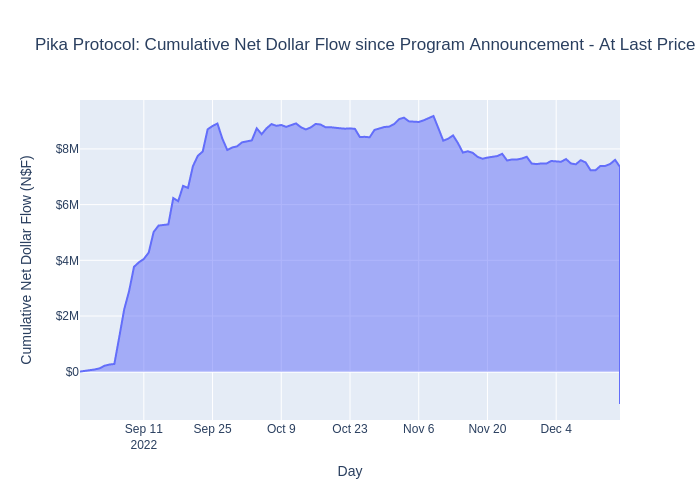 Pika Protocol: Cumulative Net Dollar Flow since Program Announcement - At Last Price
Cumulative Net Dollar Flow (N$F)
$8M
$6M
$4M
$2M
$0
Sep 11
2022
Sep 25
Oct 9
Oct 23
Nov 6
Nov 20
Dec 4
Day